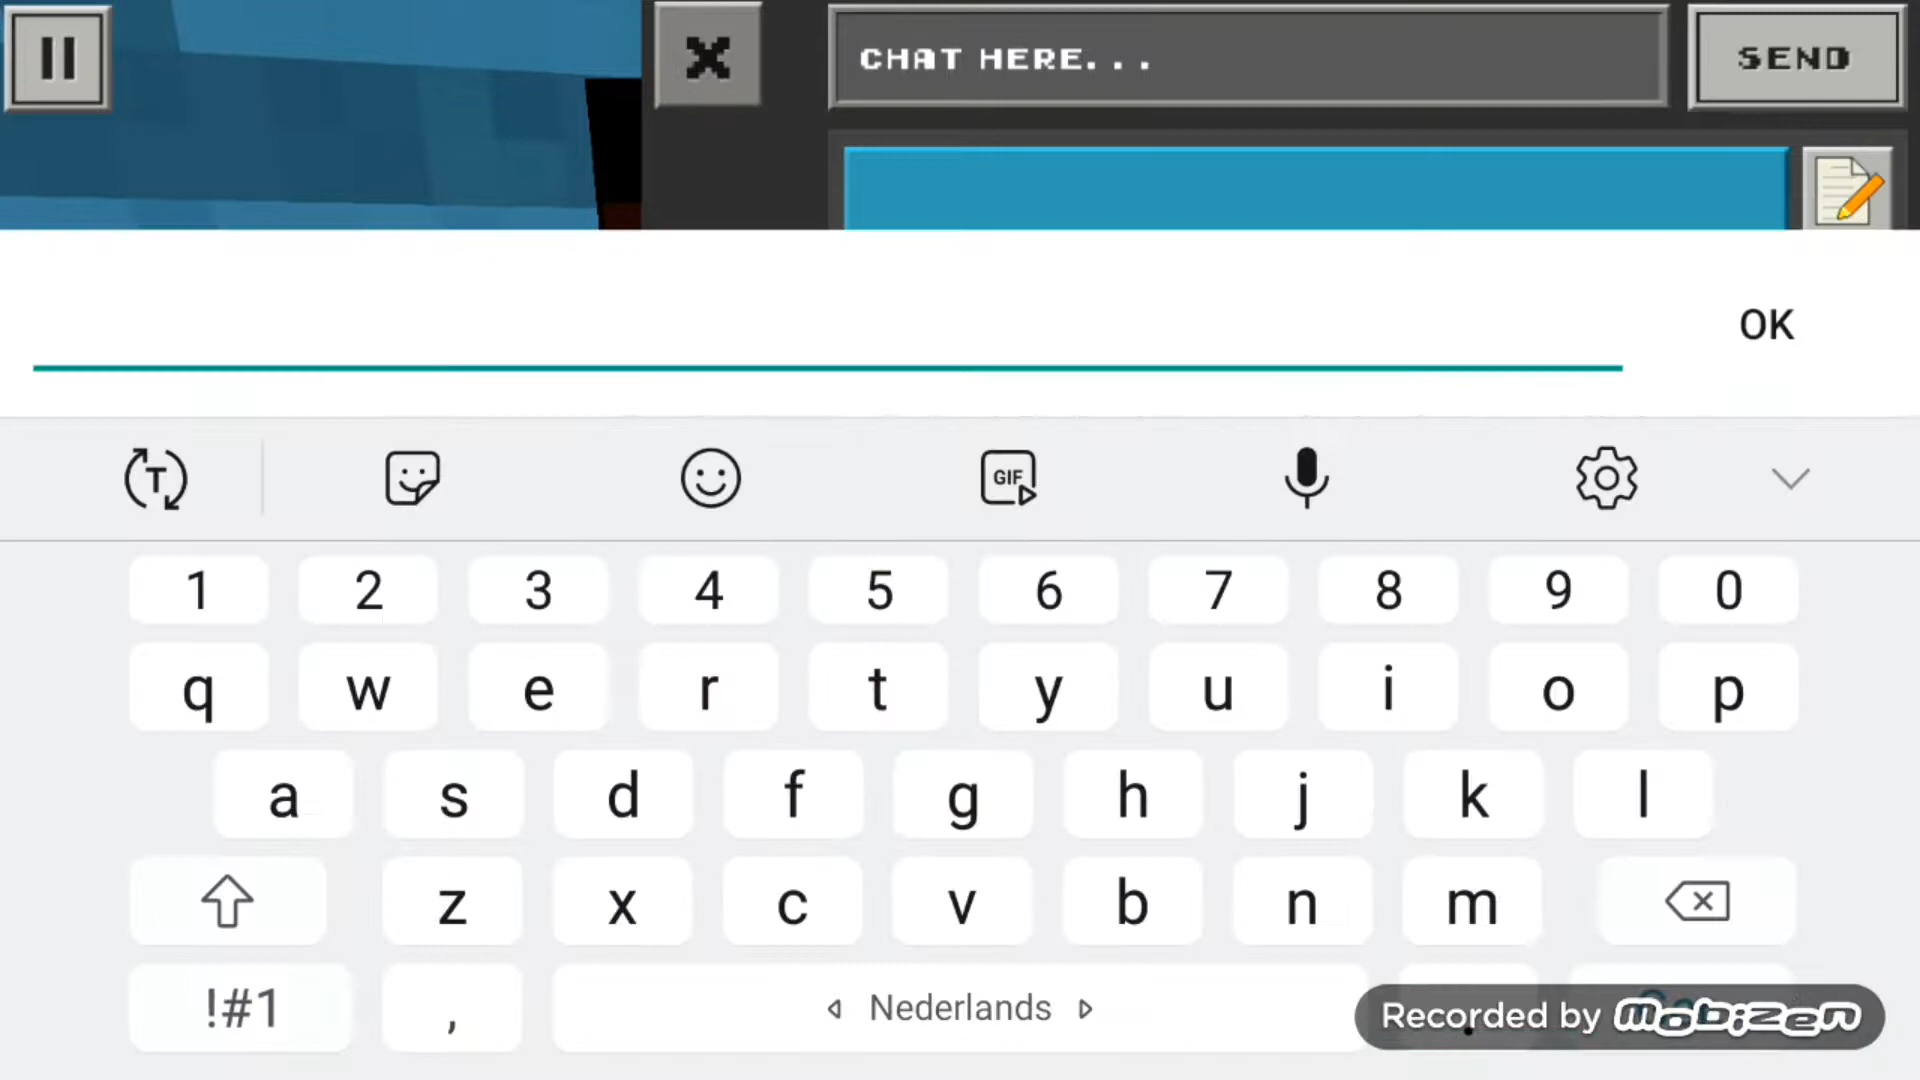 CHAT HERE...
SEND
OK
T
GIF
1 2 3 4 5 6 7 8 9 0
q w e r t y u i o p
a s d f g h j k l
z x c v b n m
!#1 , Nederlands .
Recorded by mobizen